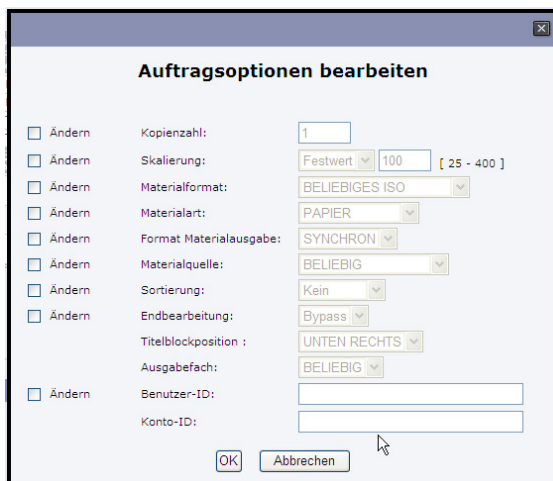 Auftragsoptionen bearbeiten
Ändern Kopienzahl: 1
Ändern Skalierung: Festwert 100 [ 25 - 400 ]
Ändern Materialformat: BELIEBIGES ISO
Ändern Materialart: PAPIER
Ändern Format Materialausgabe: SYNCHRON
Ändern Materialquelle: BELIEBIG
Ändern Sortierung: Kein
Ändern Endbearbeitung: Bypass
Titelblockposition : UNTEN RECHTS
Ausgabefach: BELIEBIG
Ändern Benutzer-ID:
Konto-ID:
OK Abbrechen